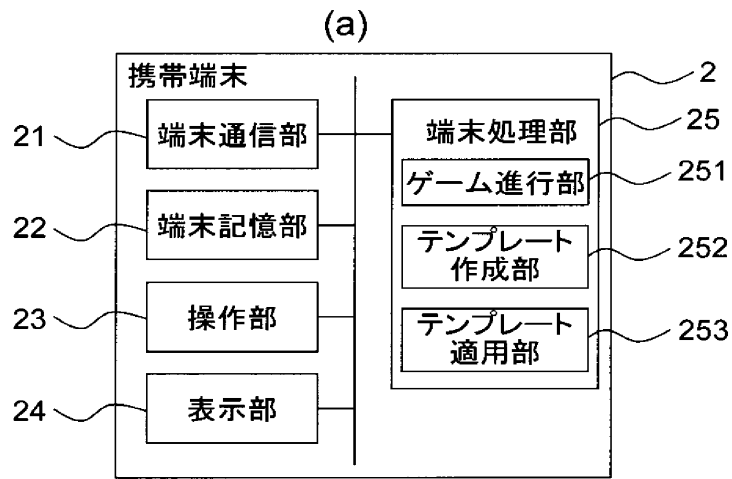 (a)
携帯端末
2
21
端末通信部
22
端末記憶部
23
操作部
24
表示部
端末処理部
25
ゲーム進行部
251
テンプレート
作成部
252
テンプレート
適用部
253